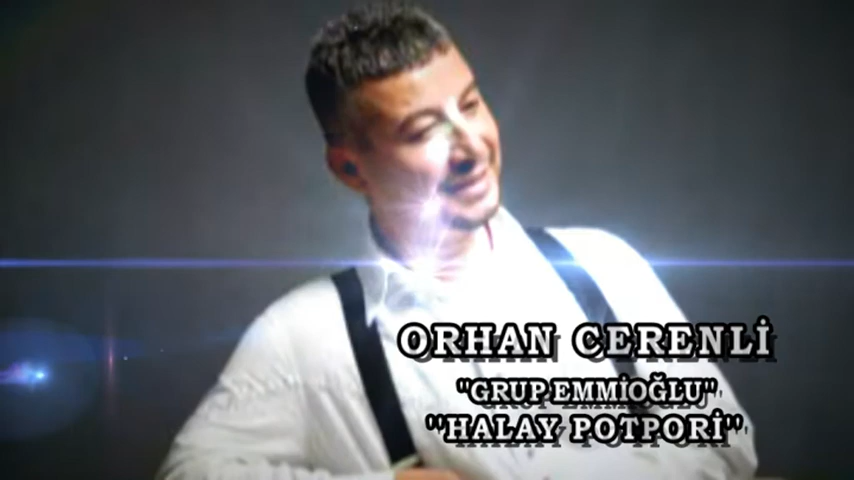 ORHAN CERENLİ
"GRUP EMMİOĞLU"
"HALAY POTPORİ"